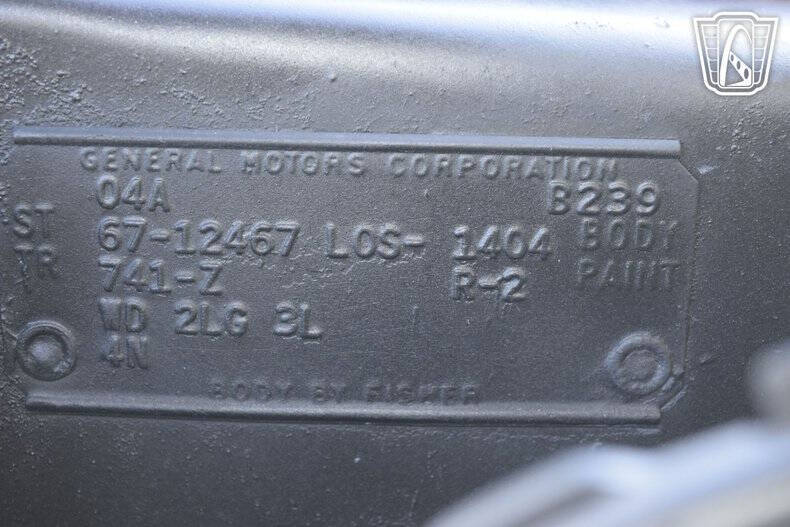 GENERAL MOTORS CORPORATION
04A B239
ST 67-12467 LOS- 1404 BODY
TR 741-Z R-2 PAINT
WD 2LG 3L
4N
BODY BY FISHER